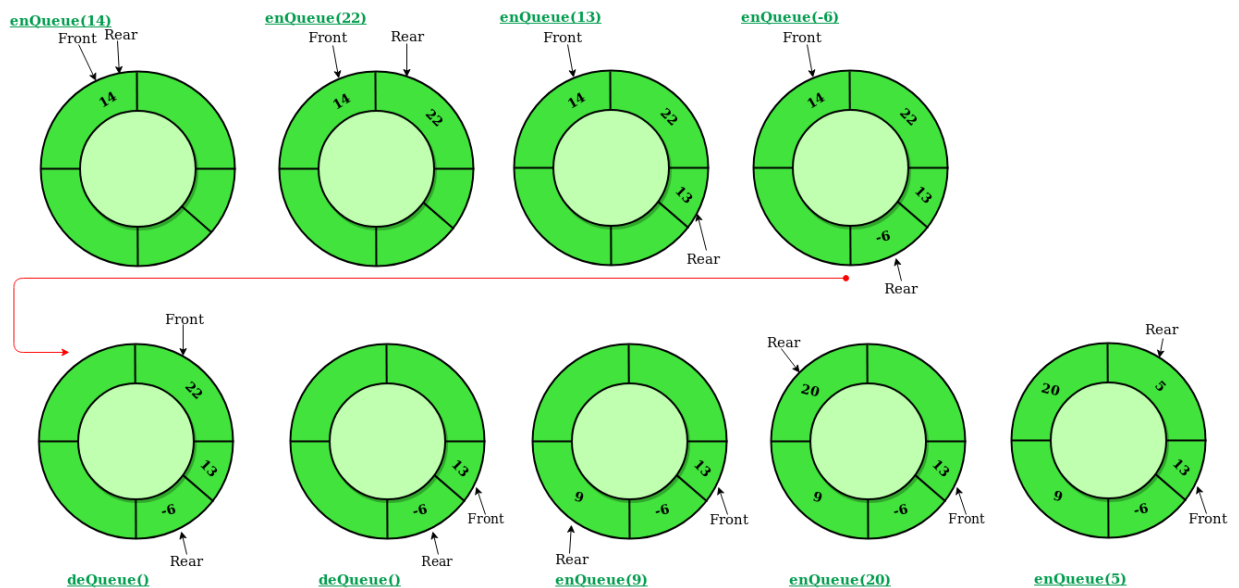 enQueue(14)
Front
Rear
14
enQueue(22)
Front
Rear
14
22
enQueue(13)
Front
14
22
13
Rear
enQueue(-6)
Front
14
22
13
-6
Rear
Front
22
13
-6
Rear
deQueue()
13
-6
Front
Rear
deQueue()
13
9
-6
Front
Rear
enQueue(9)
Rear
20
13
9
-6
Front
enQueue(20)
Rear
20
5
13
9
-6
Front
enQueue(5)